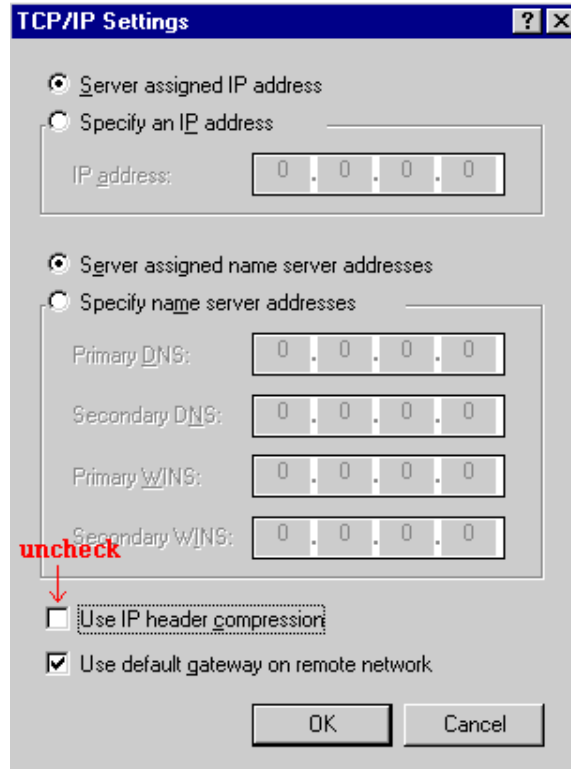 TCP/IP Settings
Server assigned IP address
Specify an IP address
IP address: 0 . 0 . 0 . 0
Server assigned name server addresses
Specify name server addresses
Primary DNS: 0 . 0 . 0 . 0
Secondary DNS: 0 . 0 . 0 . 0
Primary WINS: 0 . 0 . 0 . 0
Secondary WINS: 0 . 0 . 0 . 0
uncheck
Use IP header compression
Use default gateway on remote network
OK Cancel